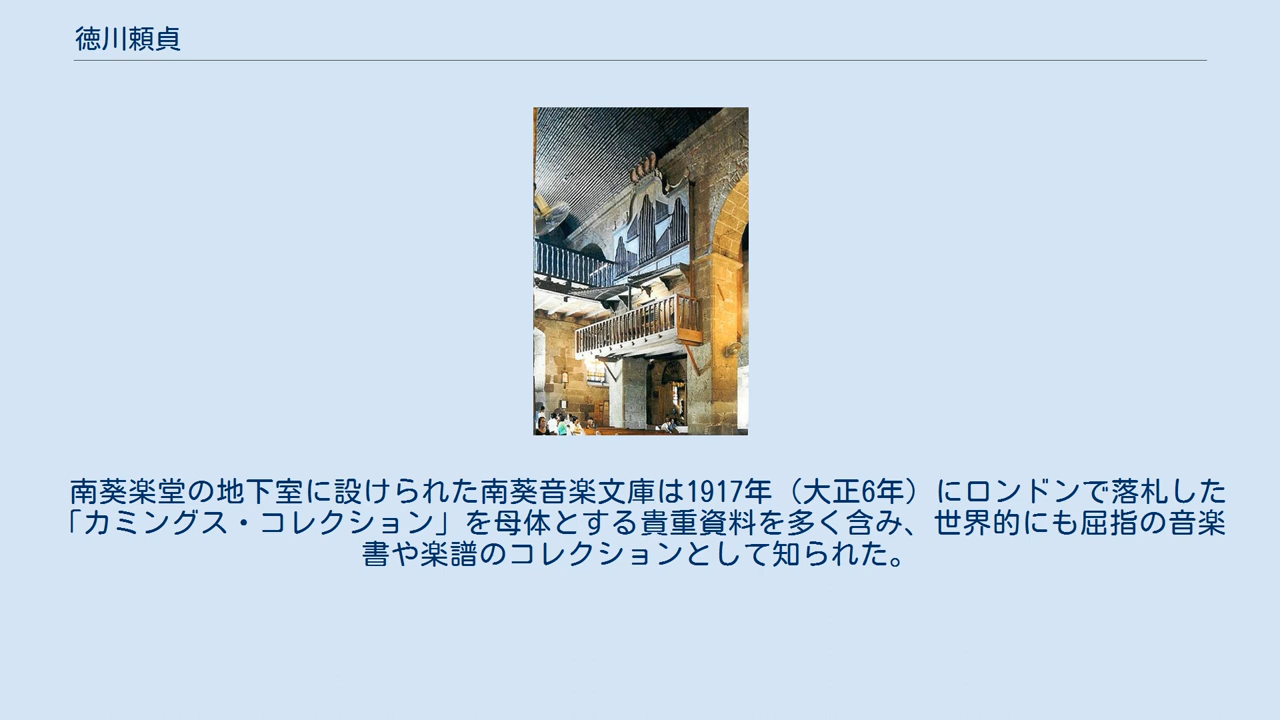 徳川頼貞
南葵楽堂の地下室に設けられた南葵音楽文庫は1917年（大正6年）にロンドンで落札した
「カミングス・コレクション」を母体とする貴重資料を多く含み、世界的にも屈指の音楽
書や楽譜のコレクションとして知られた。